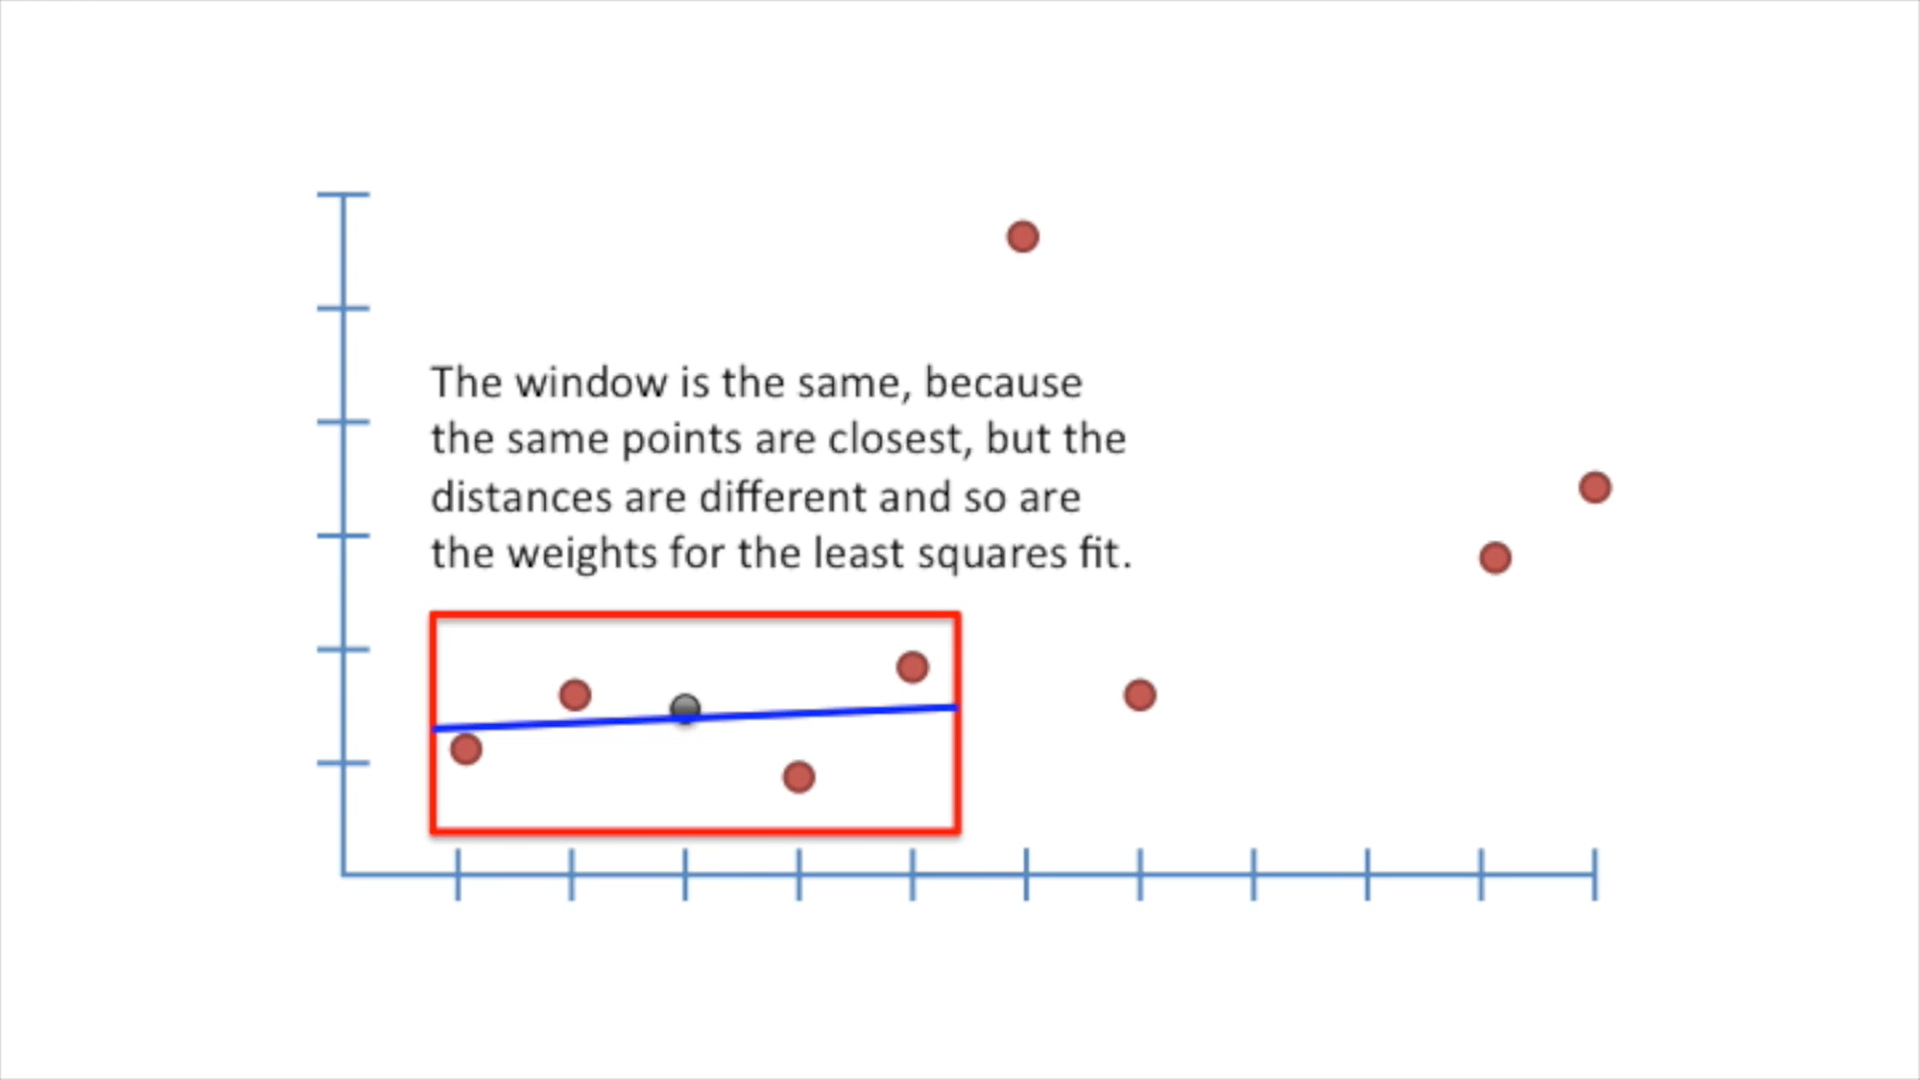 The window is the same, because
the same points are closest, but the
distances are different and so are
the weights for the least squares fit.